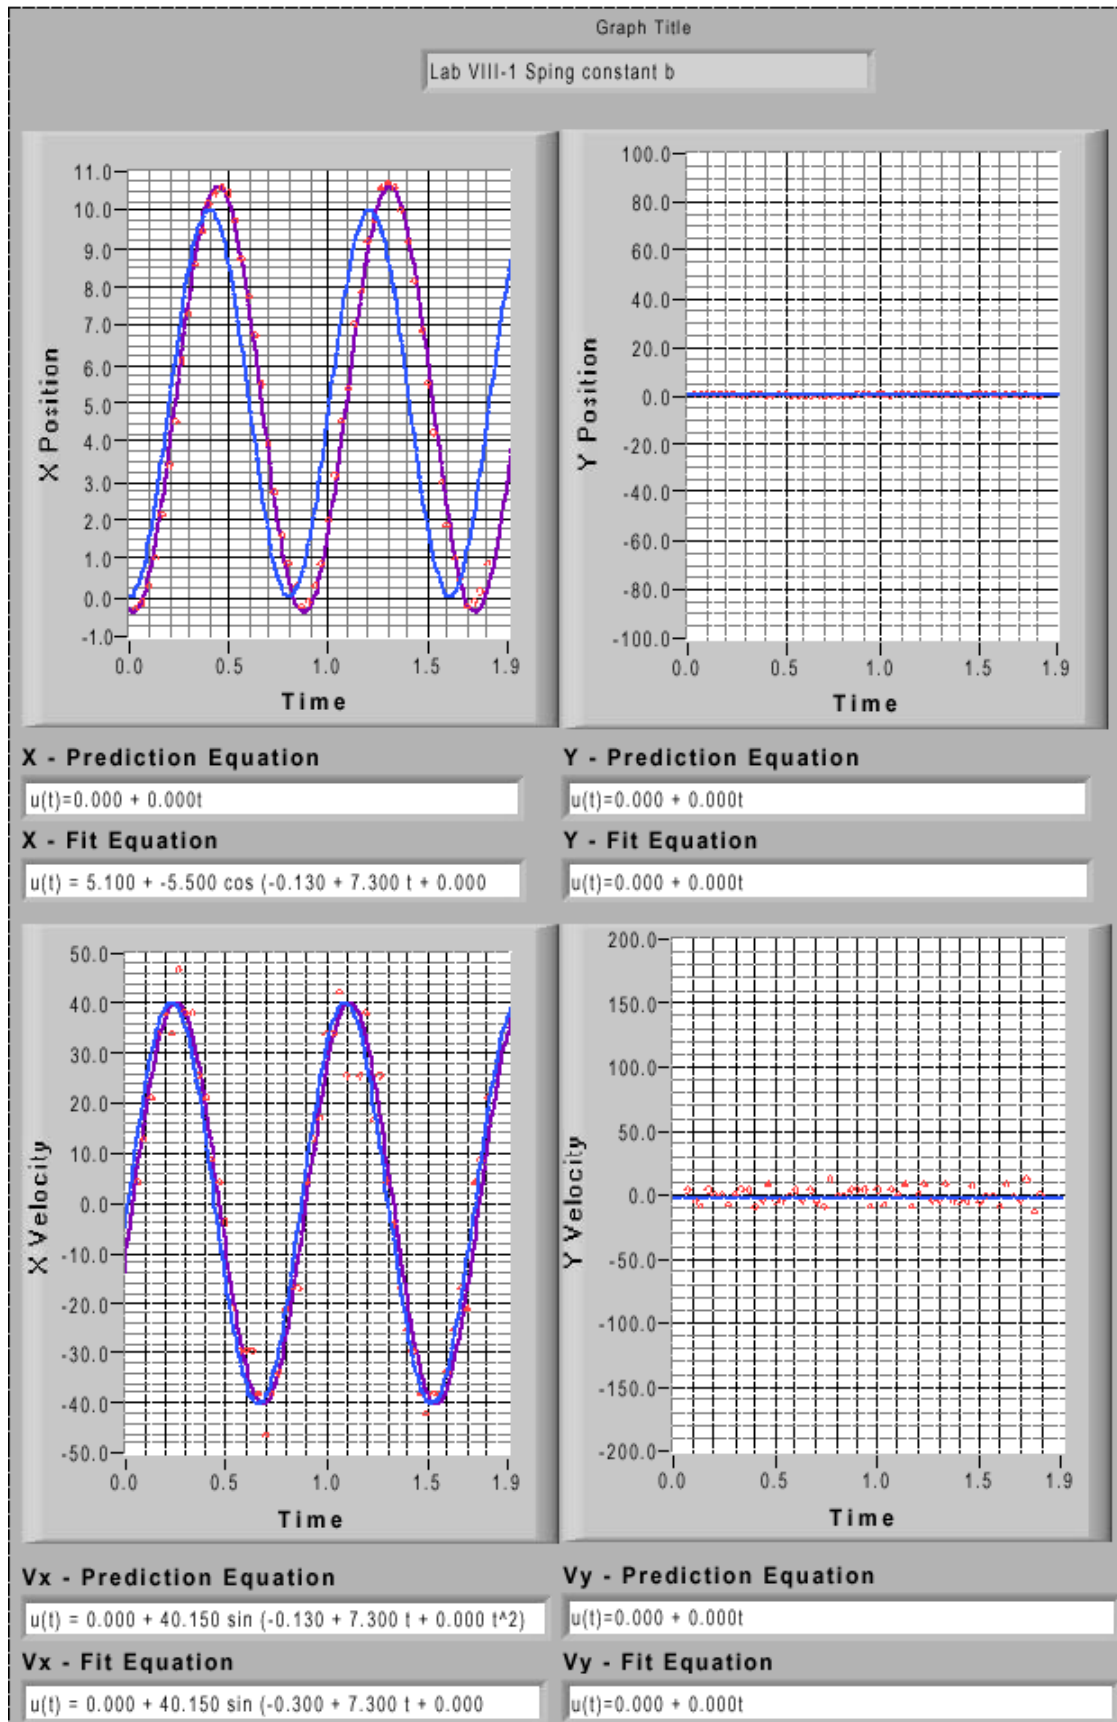 Graph Title
Lab VIII-1 Sping constant b
11.0
10.0
9.0
8.0
7.0
6.0
5.0
4.0
3.0
2.0
1.0
0.0
-1.0
X Position
0.0 0.5 1.0 1.5 1.9
Time
100.0
80.0
60.0
40.0
20.0
0.0
-20.0
-40.0
-60.0
-80.0
-100.0
Y Position
0.0 0.5 1.0 1.5 1.9
Time
X - Prediction Equation
u(t)=0.000 + 0.000t
X - Fit Equation
u(t) = 5.100 + -5.500 cos (-0.130 + 7.300 t + 0.000
Y - Prediction Equation
u(t)=0.000 + 0.000t
Y - Fit Equation
u(t)=0.000 + 0.000t
50.0
40.0
30.0
20.0
10.0
0.0
-10.0
-20.0
-30.0
-40.0
-50.0
X Velocity
0.0 0.5 1.0 1.5 1.9
Time
200.0
150.0
100.0
50.0
0.0
-50.0
-100.0
-150.0
-200.0
Y Velocity
0.0 0.5 1.0 1.5 1.9
Time
Vx - Prediction Equation
u(t) = 0.000 + 40.150 sin (-0.130 + 7.300 t + 0.000 t^2)
Vx - Fit Equation
u(t) = 0.000 + 40.150 sin (-0.300 + 7.300 t + 0.000
Vy - Prediction Equation
u(t)=0.000 + 0.000t
Vy - Fit Equation
u(t)=0.000 + 0.000t